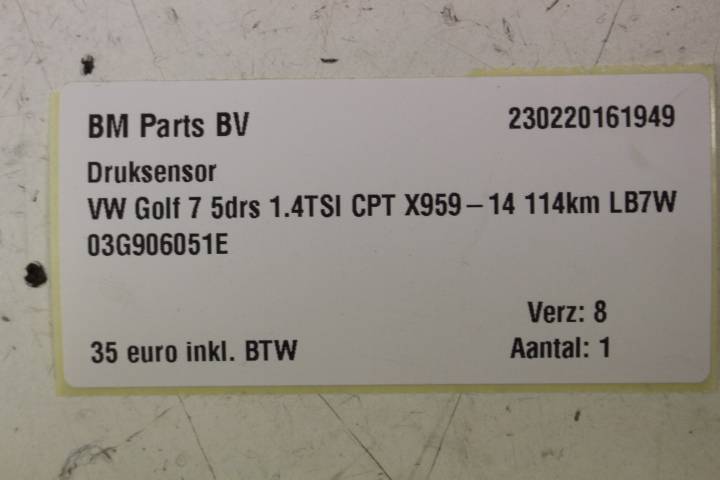 BM Parts BV 230220161949
Druksensor
VW Golf 7 5drs 1.4TSI CPT X959-14 114km LB7W
03G906051E
Verz: 8
35 euro inkl. BTW Aantal: 1